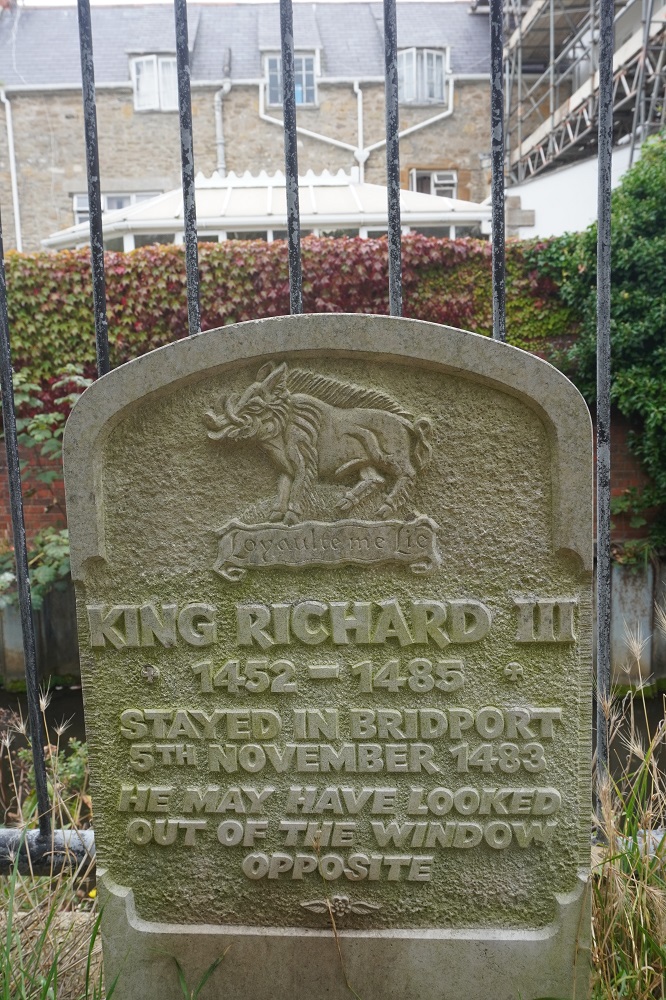 Loyaulte me Lie
KING RICHARD III
1452 – 1485
STAYED IN BRIDPORT
5TH NOVEMBER 1483
HE MAY HAVE LOOKED
OUT OF THE WINDOW
OPPOSITE